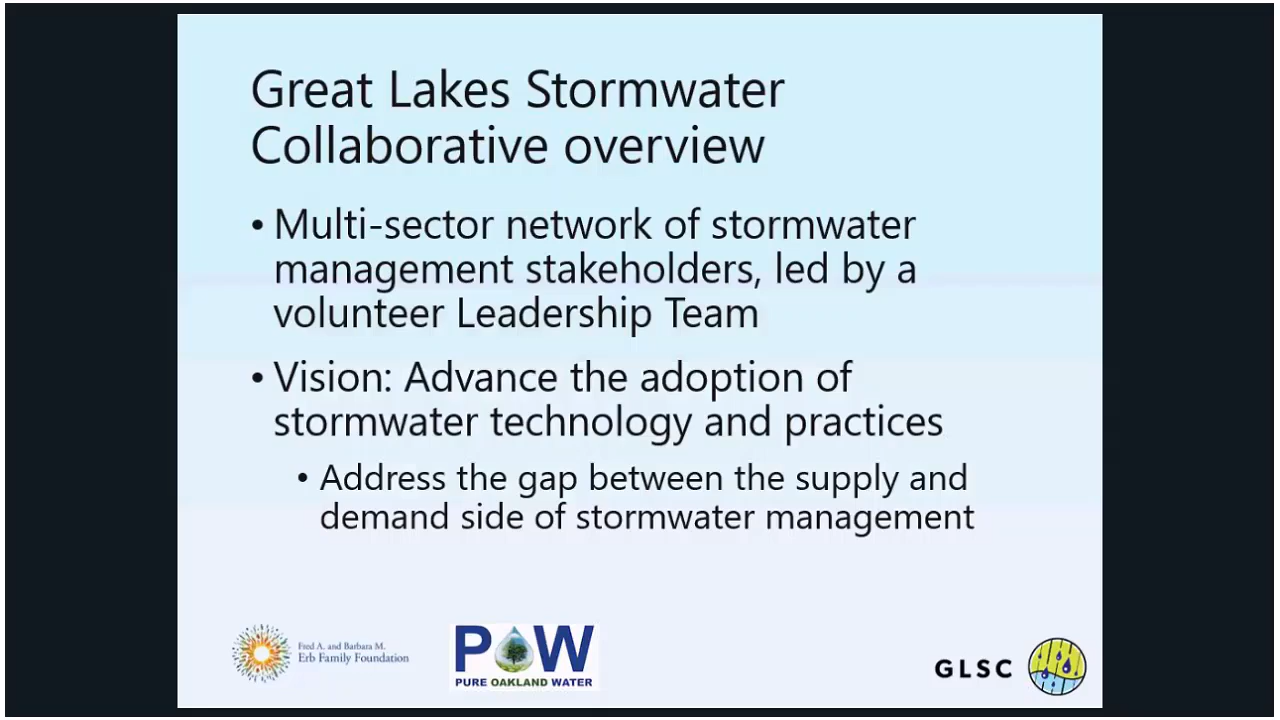 Great Lakes Stormwater
Collaborative overview
• Multi-sector network of stormwater
management stakeholders, led by a
volunteer Leadership Team
• Vision: Advance the adoption of
stormwater technology and practices
• Address the gap between the supply and
demand side of stormwater management
Fred A. and Barbara M.
Erb Family Foundation
POW
PURE OAKLAND WATER
GLSC